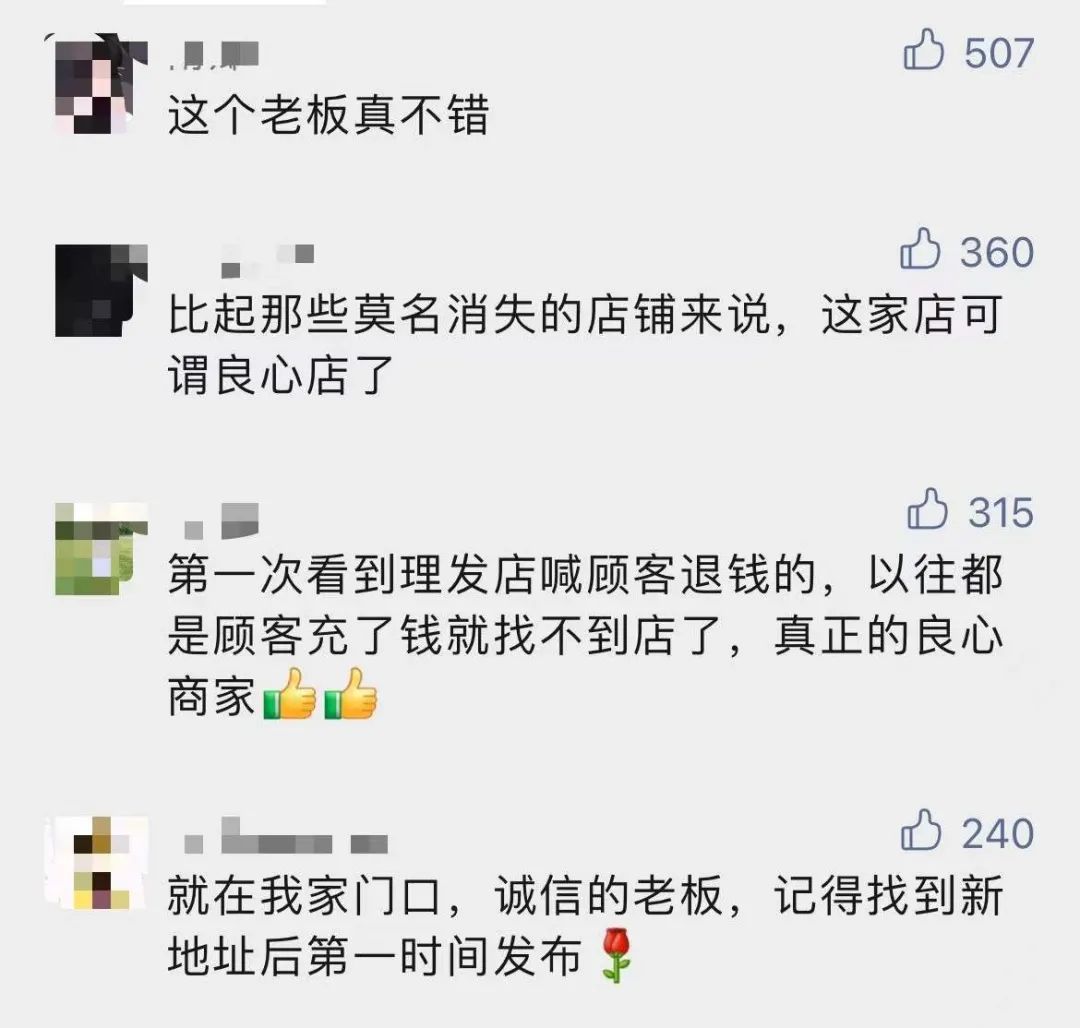 507
这个老板真不错
360
比起那些莫名消失的店铺来说，这家店可
谓良心店了
315
第一次看到理发店喊顾客退钱的，以往都
是顾客充了钱就找不到店了，真正的良心
商家👍👍
240
就在我家门口，诚信的老板，记得找到新
地址后第一时间发布🌹